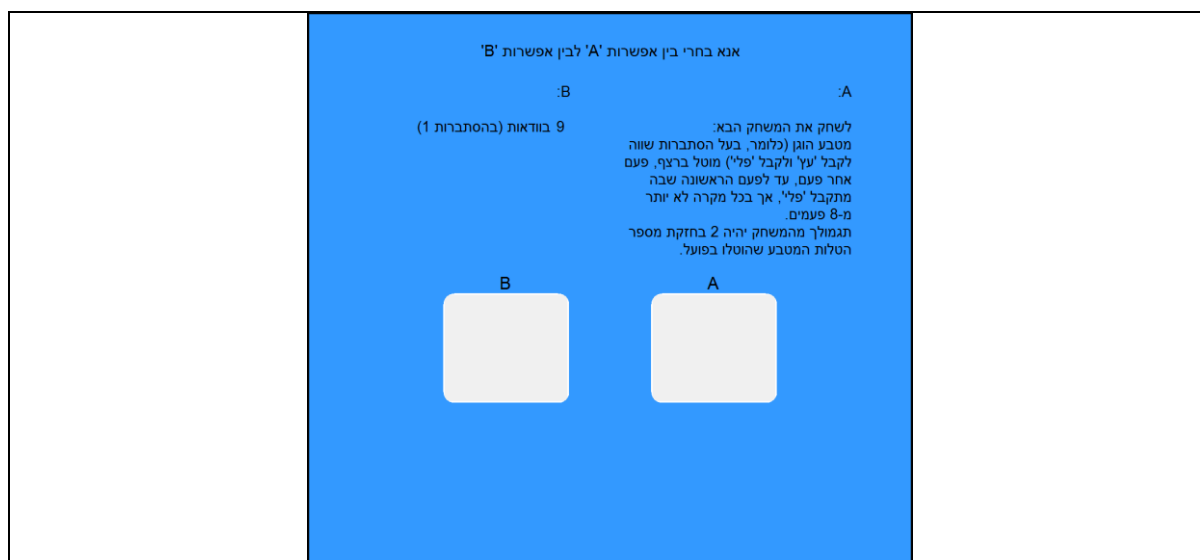 אנא בחרי בין אפשרות 'A' לבין אפשרות 'B'
A:
לשחק את המשחק הבא:
מטבע הוגן (כלומר, בעל הסתברות שווה
לקבל 'עץ' ולקבל 'פלי') מוטל ברצף, פעם
אחר פעם, עד לפעם הראשונה שבה
מתקבל 'פלי', אך בכל מקרה לא יותר
מ-8 פעמים.
תגמולך מהמשחק יהיה 2 בחזקת מספר
הטלות המטבע שהוטלו בפועל.
B:
9 בוודאות (בהסתברות 1)
A
B